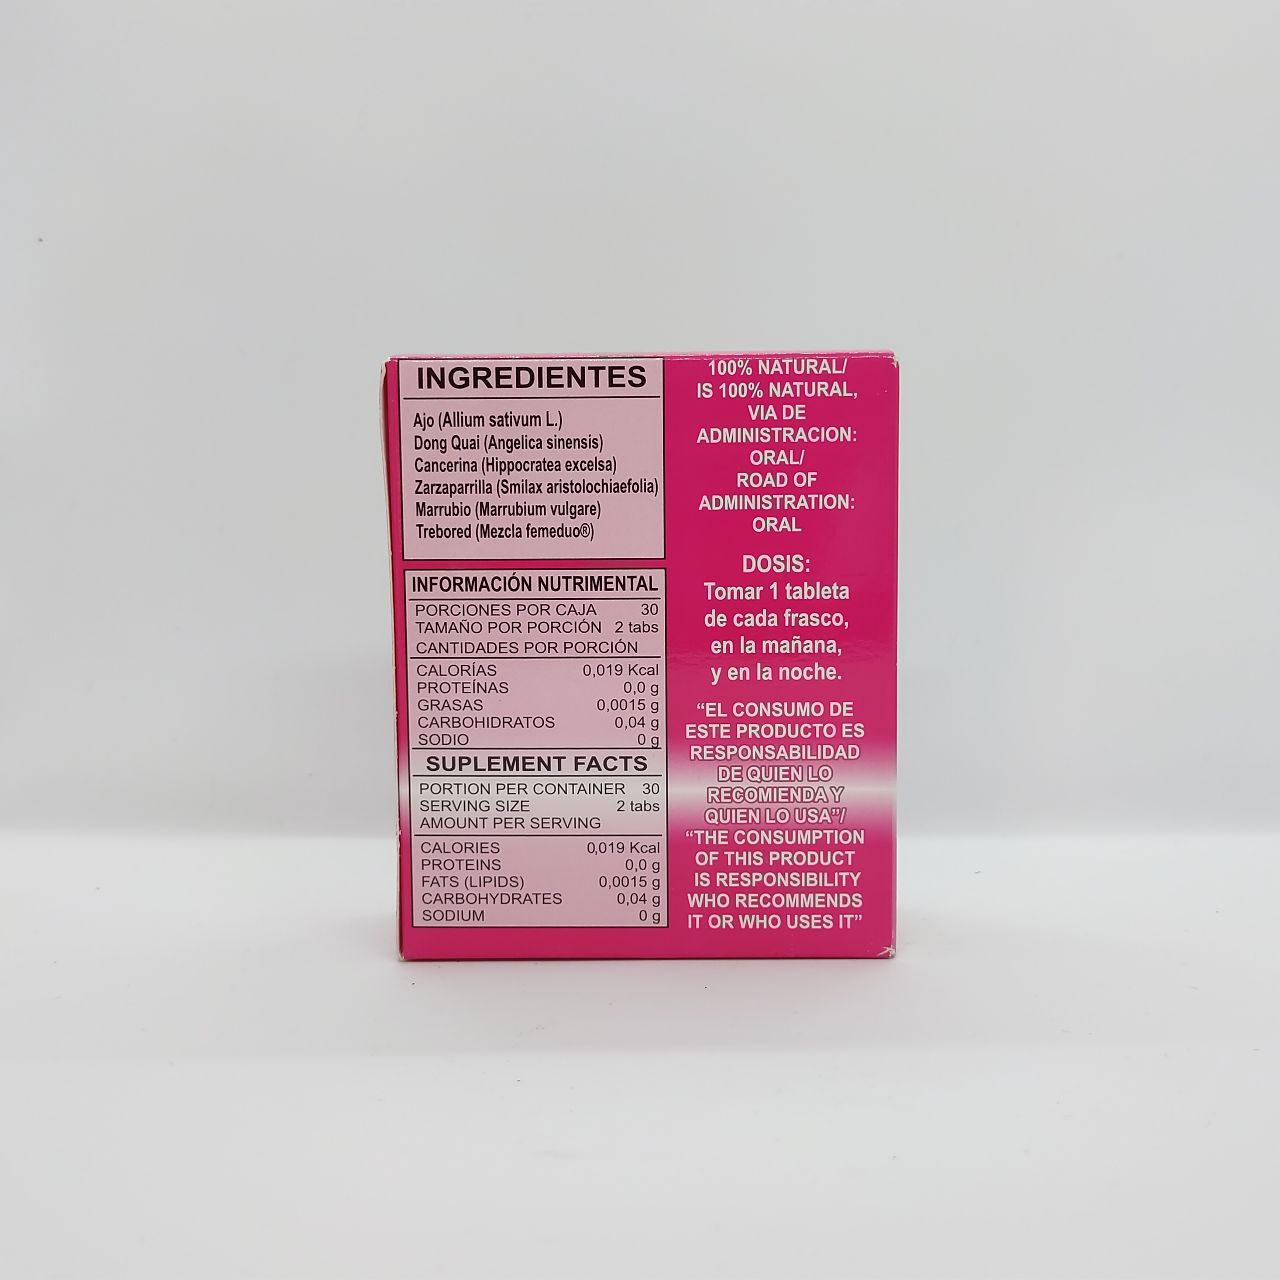 INGREDIENTES
Ajo (Allium sativum L.)
Dong Quai (Angelica sinensis)
Cancerina (Hippocratea excelsa)
Zarzaparrilla (Smilax aristolochiaefolia)
Marrubio (Marrubium vulgare)
Trebored (Mezcla femeduo®)
INFORMACIÓN NUTRIMENTAL
PORCIONES POR CAJA 30
TAMAÑO POR PORCIÓN 2 tabs
CANTIDADES POR PORCIÓN
CALORÍAS 0,019 Kcal
PROTEÍNAS 0,0 g
GRASAS 0,0015 g
CARBOHIDRATOS 0,04 g
SODIO 0 g
SUPLEMENT FACTS
PORTION PER CONTAINER 30
SERVING SIZE 2 tabs
AMOUNT PER SERVING
CALORIES 0,019 Kcal
PROTEINS 0,0 g
FATS (LIPIDS) 0,0015 g
CARBOHYDRATES 0,04 g
SODIUM 0 g
100% NATURAL/
IS 100% NATURAL,
VIA DE
ADMINISTRACION:
ORAL/
ROAD OF
ADMINISTRATION:
ORAL
DOSIS:
Tomar 1 tableta
de cada frasco,
en la mañana,
y en la noche.
“EL CONSUMO DE
ESTE PRODUCTO ES
RESPONSABILIDAD
DE QUIEN LO
RECOMIENDA Y
QUIEN LO USA”/
“THE CONSUMPTION
OF THIS PRODUCT
IS RESPONSIBILITY
WHO RECOMMENDS
IT OR WHO USES IT”